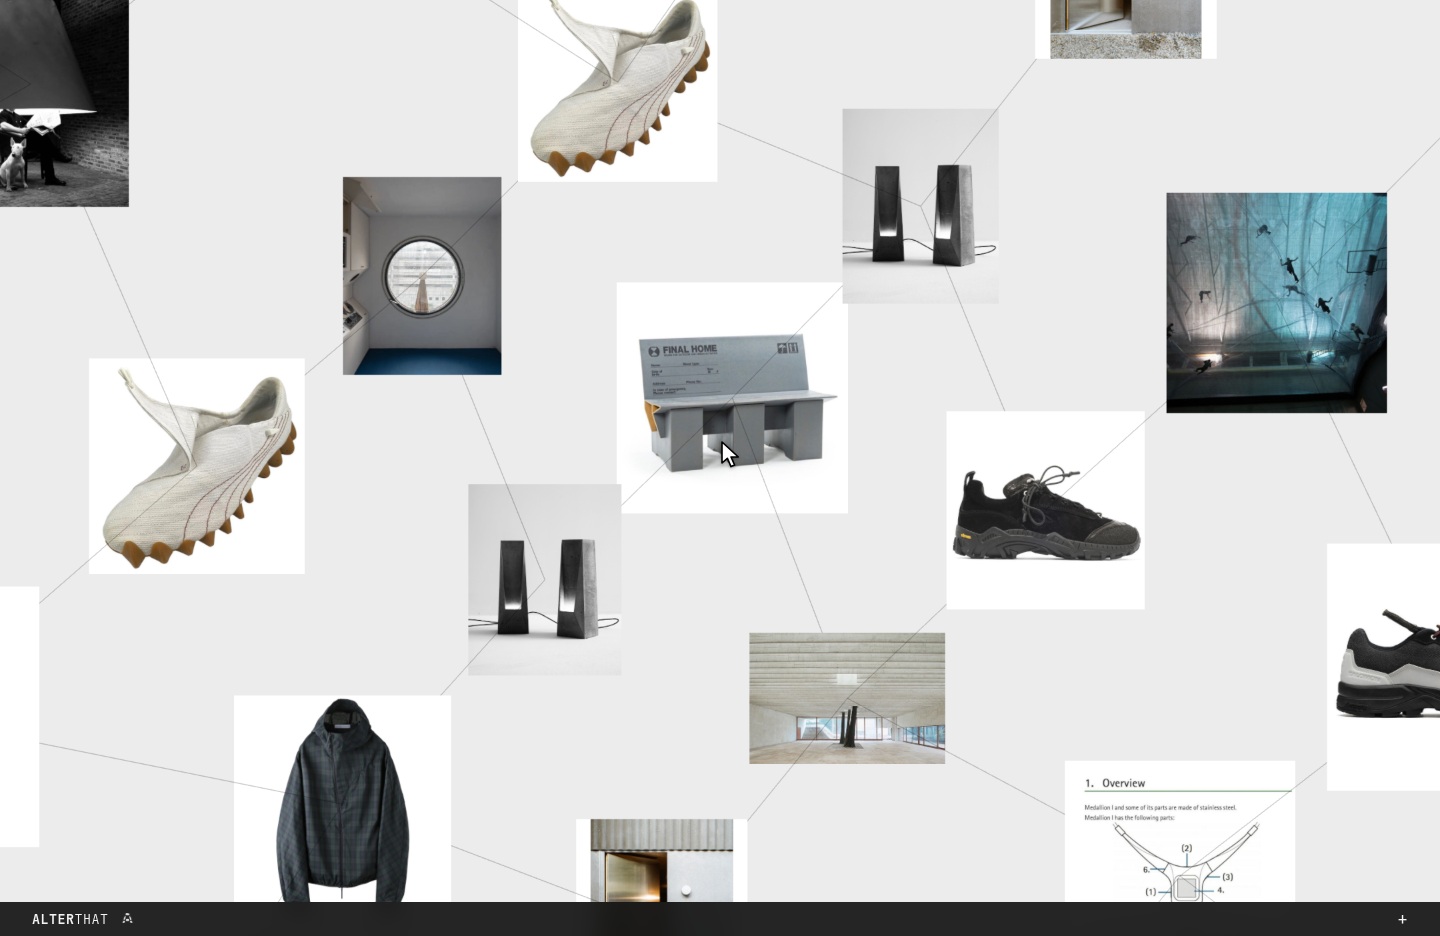 FINAL HOME
1. Overview
Medallion I and some of its parts are made of stainless steel.
Medallion I has the following parts:
(2)
6.
(3)
(1)
4.
ALTERTHAT
+